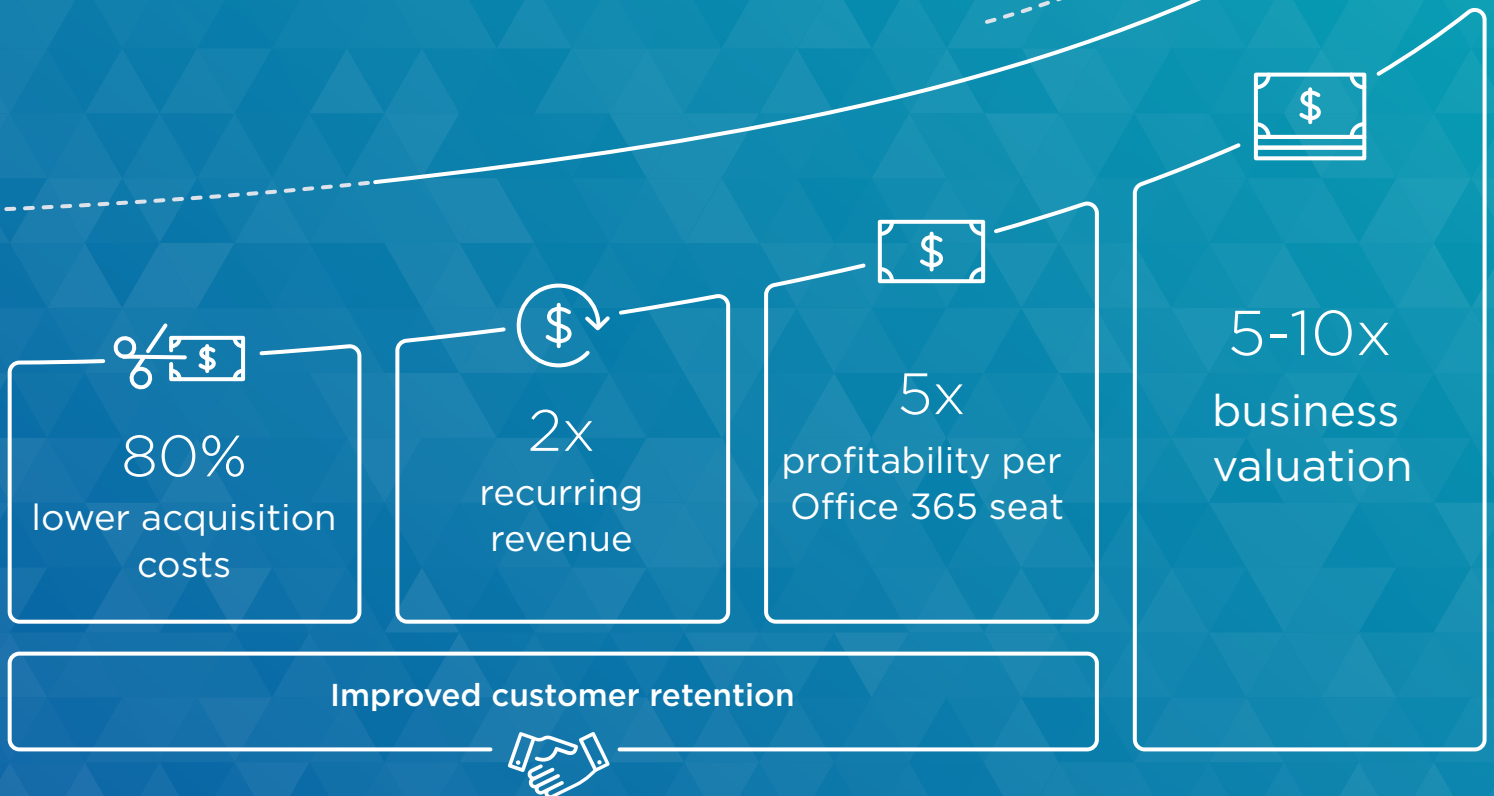 80%
lower acquisition
costs
2x
recurring
revenue
5x
profitability per
Office 365 seat
5-10x
business
valuation
Improved customer retention
$
$
$
$